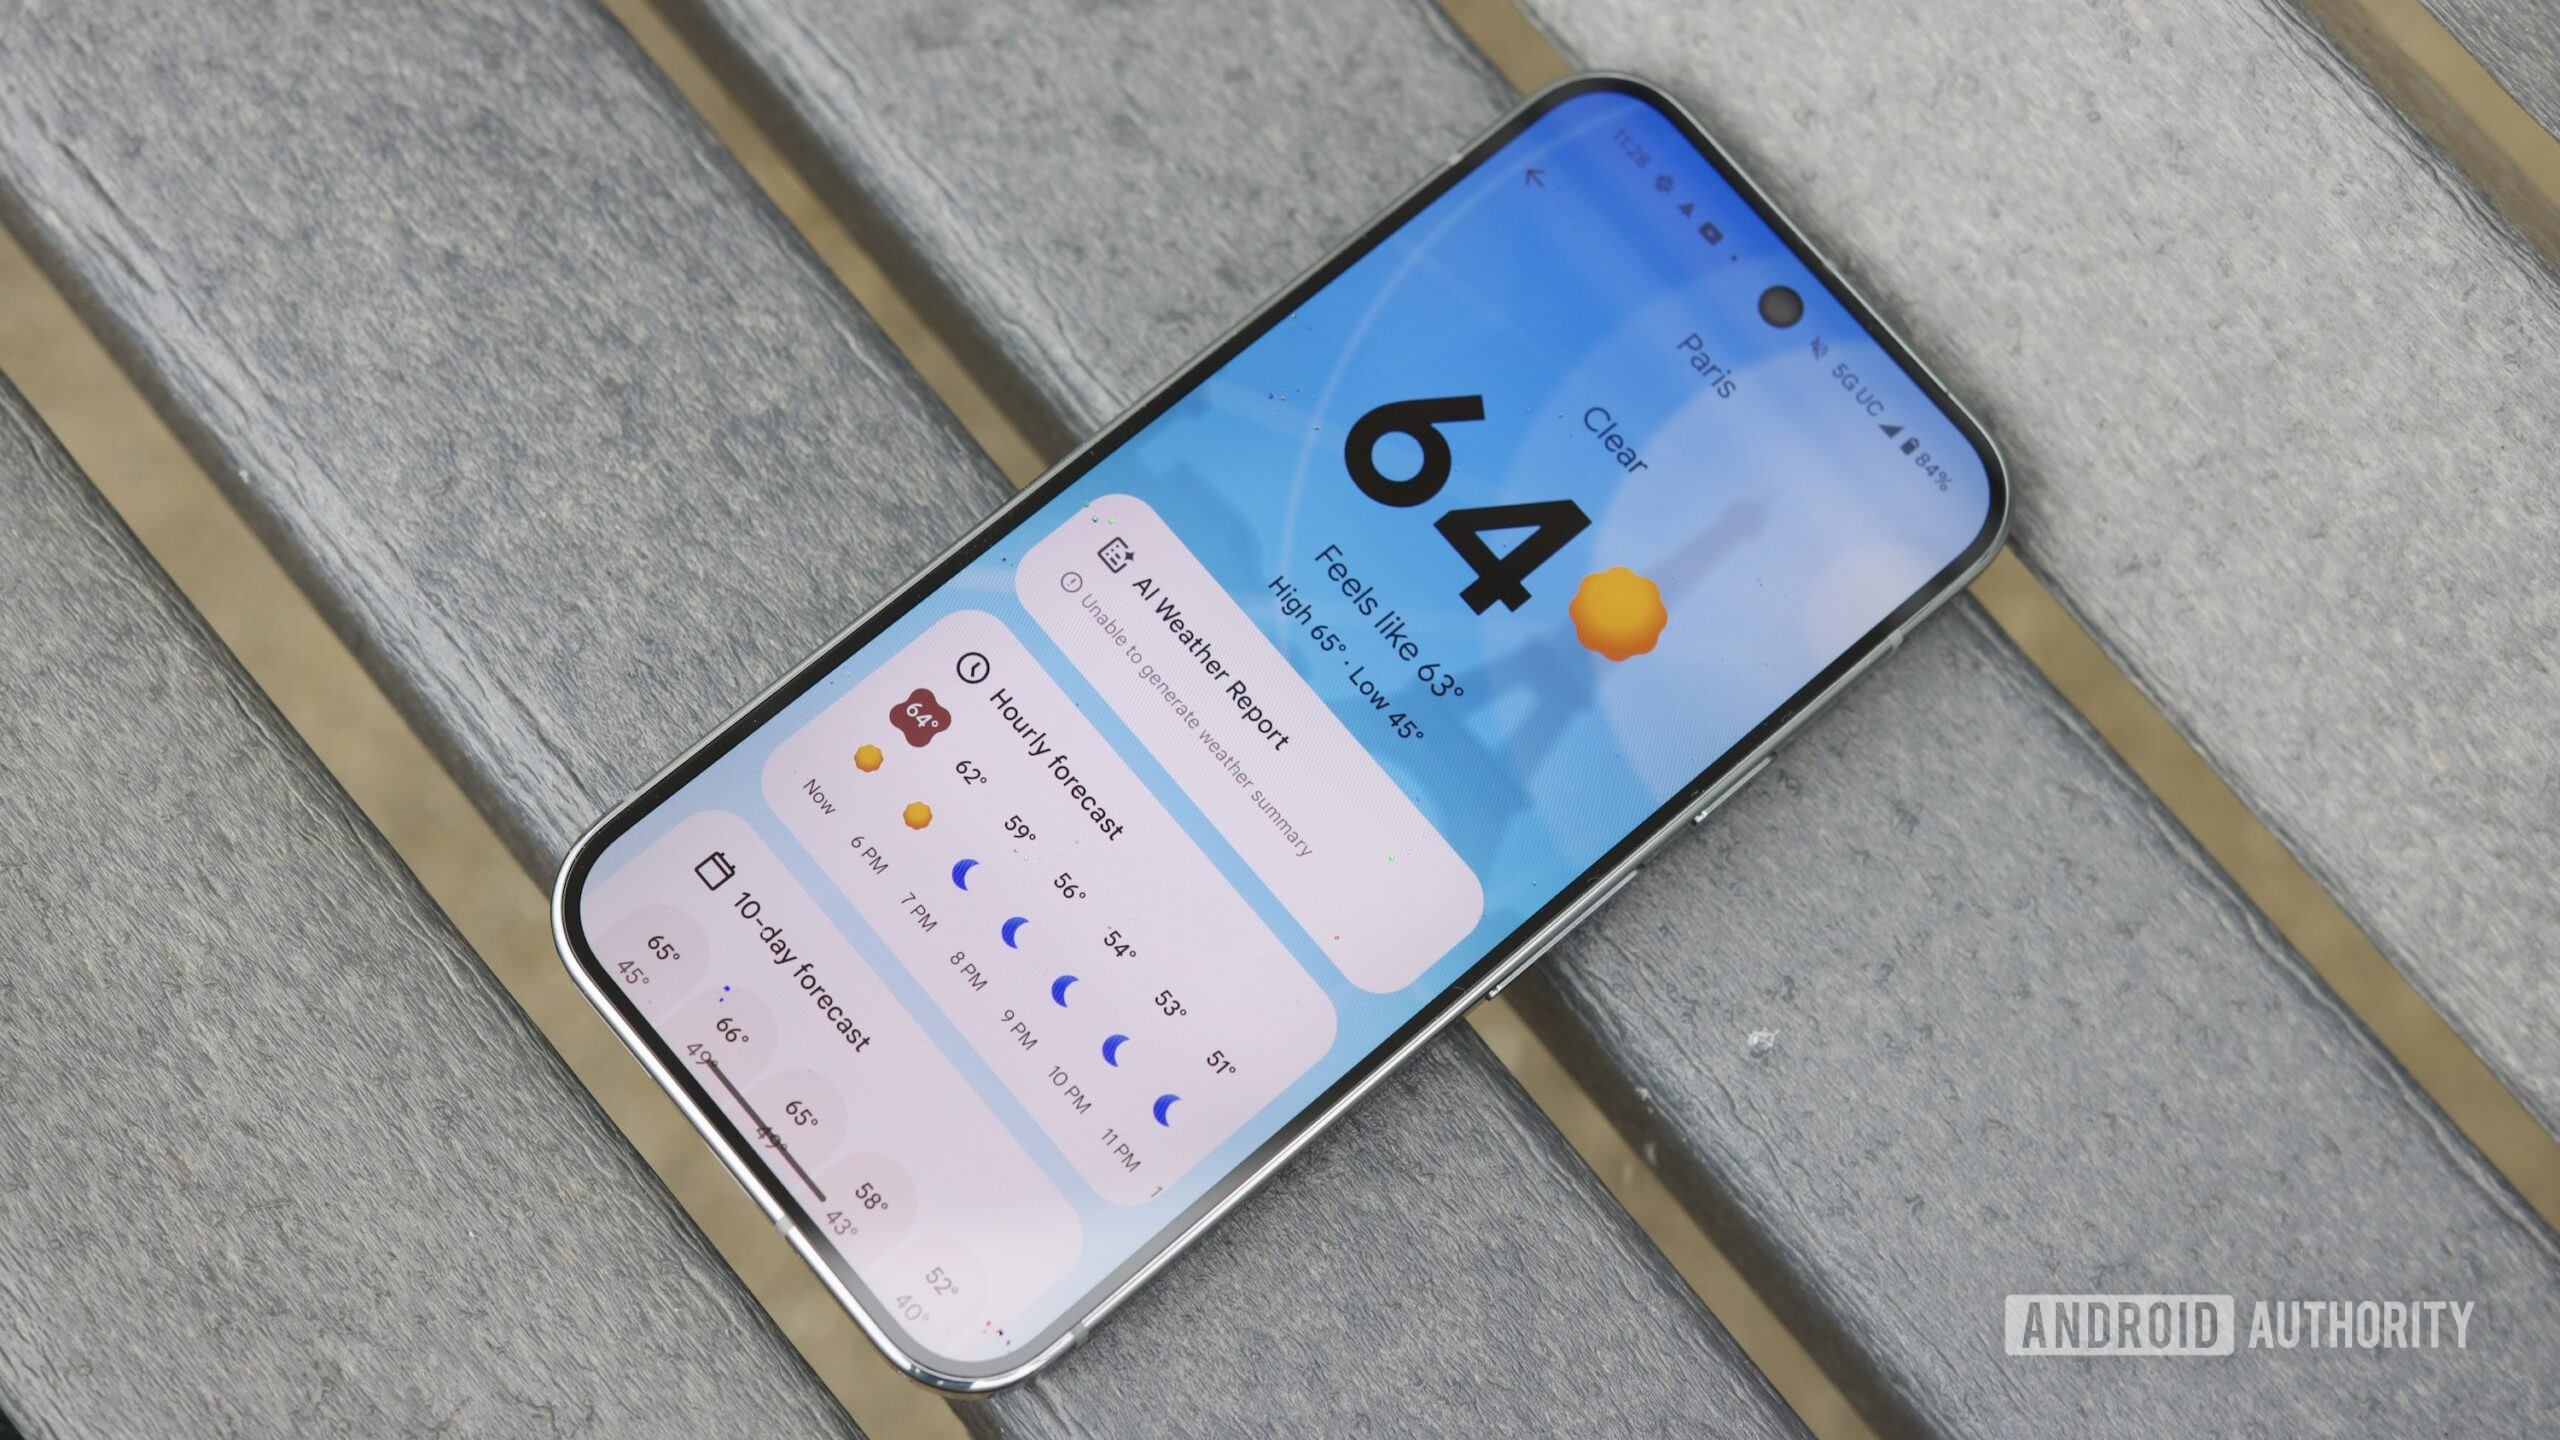 11:28
5G UC 84%
Paris
Clear
64
Feels like 63°
High 65° · Low 45°
AI Weather Report
Unable to generate weather summary
Hourly forecast
64° 62° 59° 56° 54° 53° 51°
Now 6 PM 7 PM 8 PM 9 PM 10 PM 11 PM 1
10-day forecast
65° 66° 65° 58° 52°
45° 49° 49° 43° 40°
ANDROID AUTHORITY